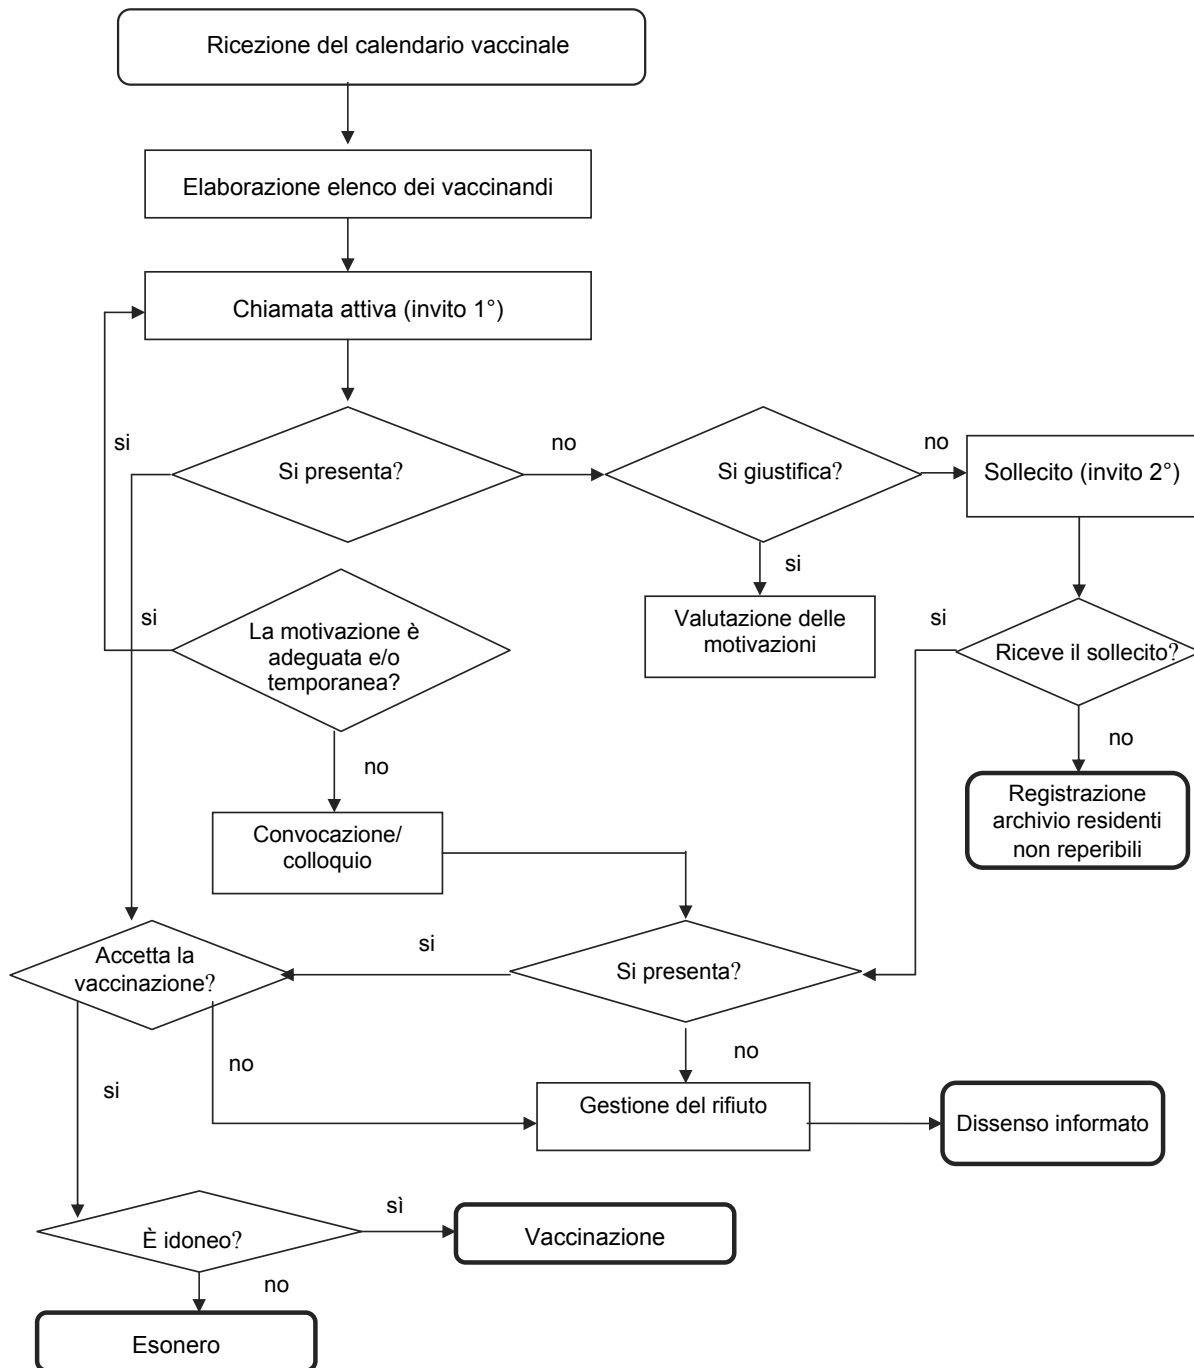 Ricezione del calendario vaccinale
Elaborazione elenco dei vaccinandi
Chiamata attiva (invito 1°)
si
Si presenta?
no
Si giustifica?
no
Sollecito (invito 2°)
si
si
La motivazione è
adeguata e/o
temporanea?
Valutazione delle
motivazioni
si
Riceve il sollecito?
no
no
Registrazione
archivio residenti
non reperibili
Convocazione/
colloquio
Accetta la
vaccinazione?
si
Si presenta?
si
no
no
Gestione del rifiuto
Dissenso informato
È idoneo?
sì
Vaccinazione
no
Esonero